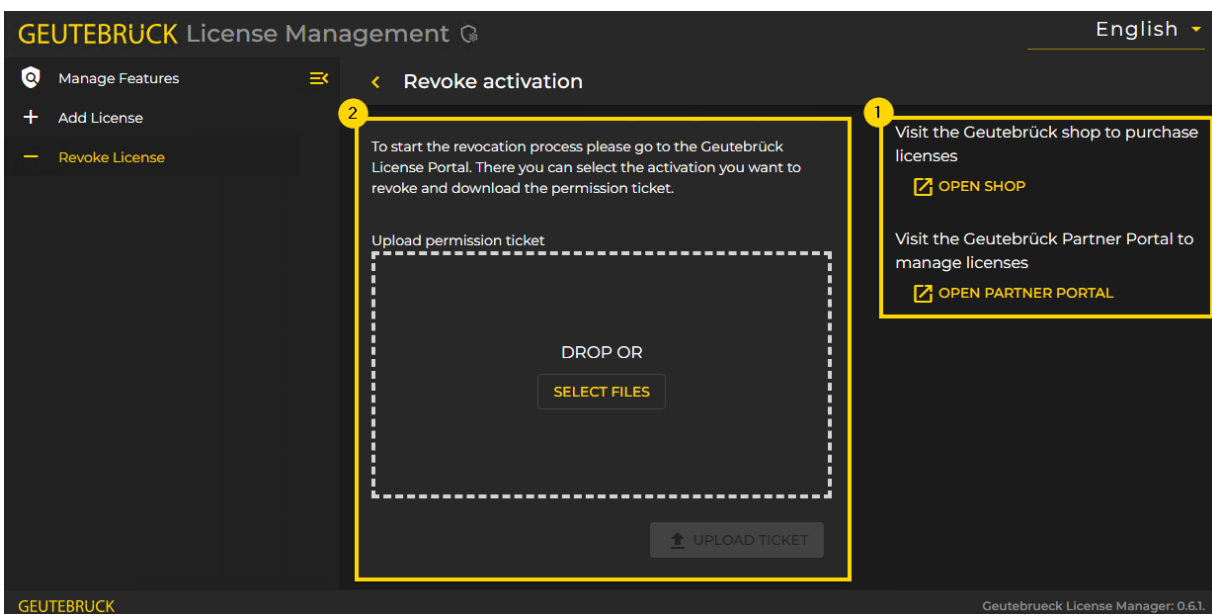 GEUTEBRÜCK License Management
English
Manage Features
Add License
Revoke License
Revoke activation
2
To start the revocation process please go to the Geutebrück
License Portal. There you can select the activation you want to
revoke and download the permission ticket.
Upload permission ticket
DROP OR
SELECT FILES
UPLOAD TICKET
1
Visit the Geutebrück shop to purchase
licenses
OPEN SHOP
Visit the Geutebrück Partner Portal to
manage licenses
OPEN PARTNER PORTAL
GEUTEBRÜCK
Geutebrueck License Manager: 0.6.1.